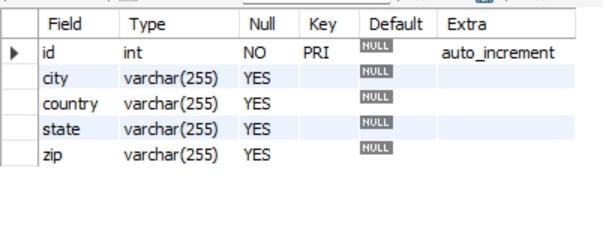 Field Type Null Key Default Extra
id int NO PRI NULL auto_increment
city varchar(255) YES NULL
country varchar(255) YES NULL
state varchar(255) YES NULL
zip varchar(255) YES NULL